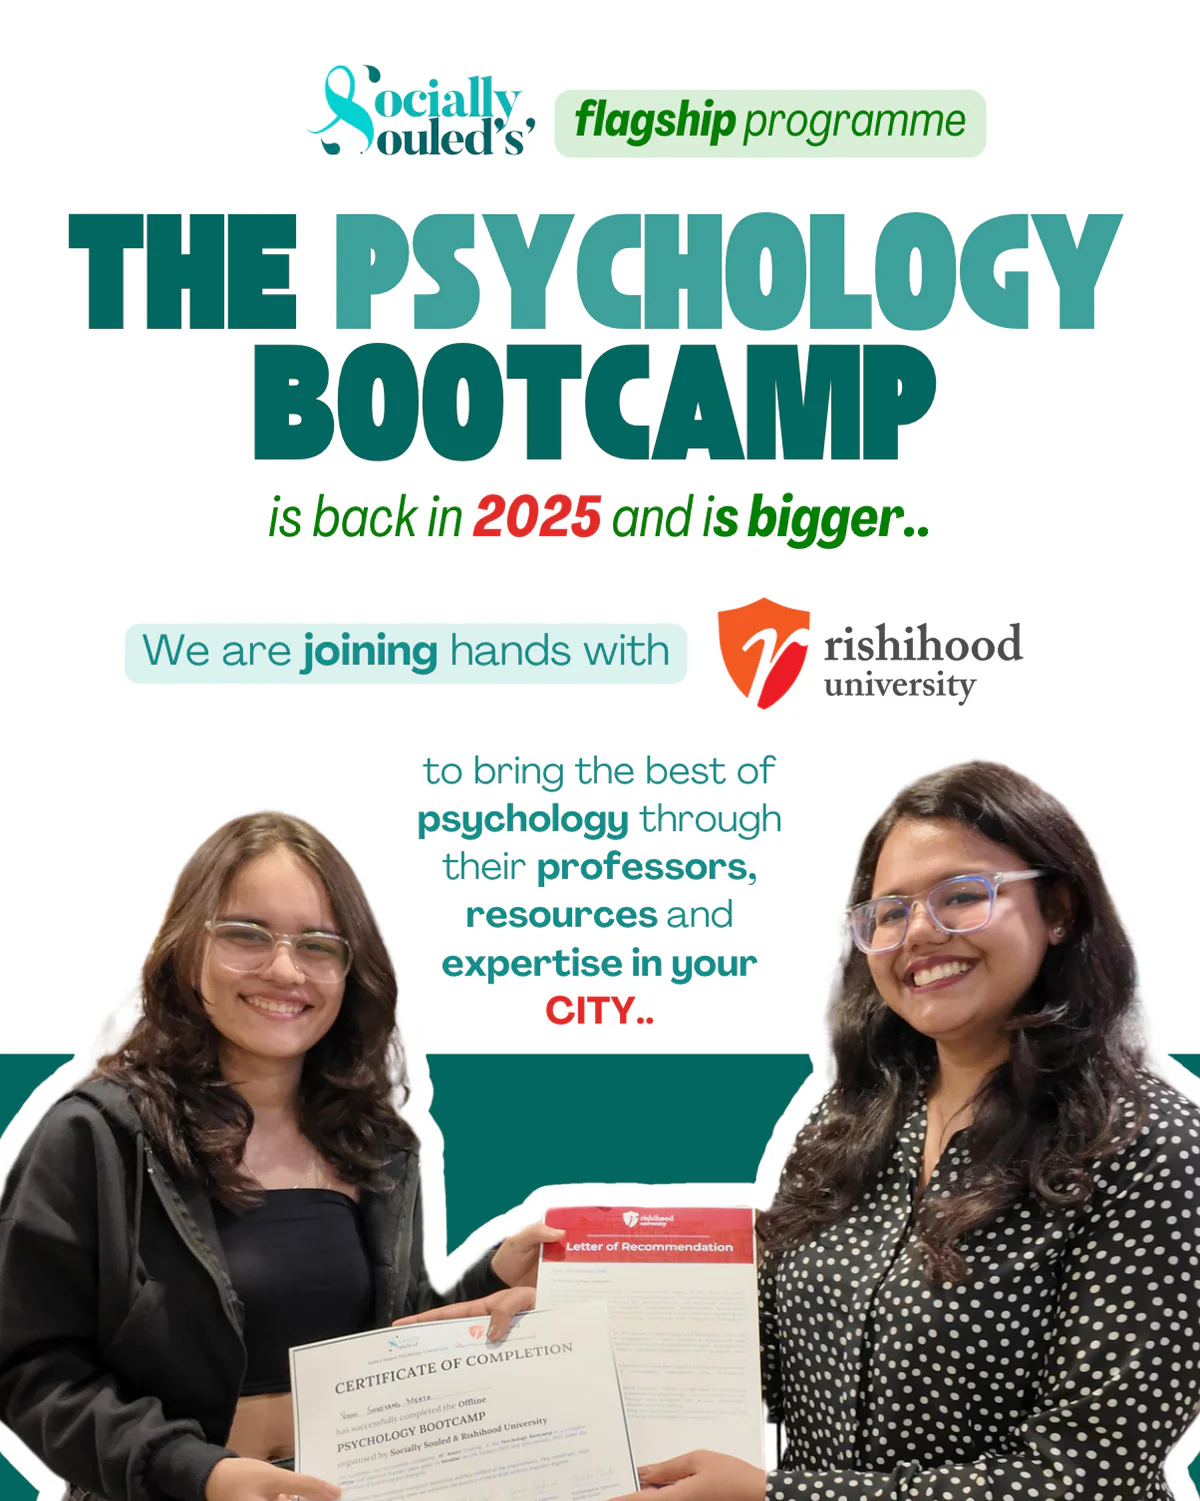 Socially
Souled's'
flagship programme
THE PSYCHOLOGY
BOOTCAMP
is back in 2025 and is bigger..
We are joining hands with
rishihood
university
to bring the best of
psychology through
their professors,
resources and
expertise in your
CITY..
rishihood
university
Letter of Recommendation
CERTIFICATE OF COMPLETION
has successfully completed the Offline
PSYCHOLOGY BOOTCAMP
organised by Socially Souled & Rishihood University